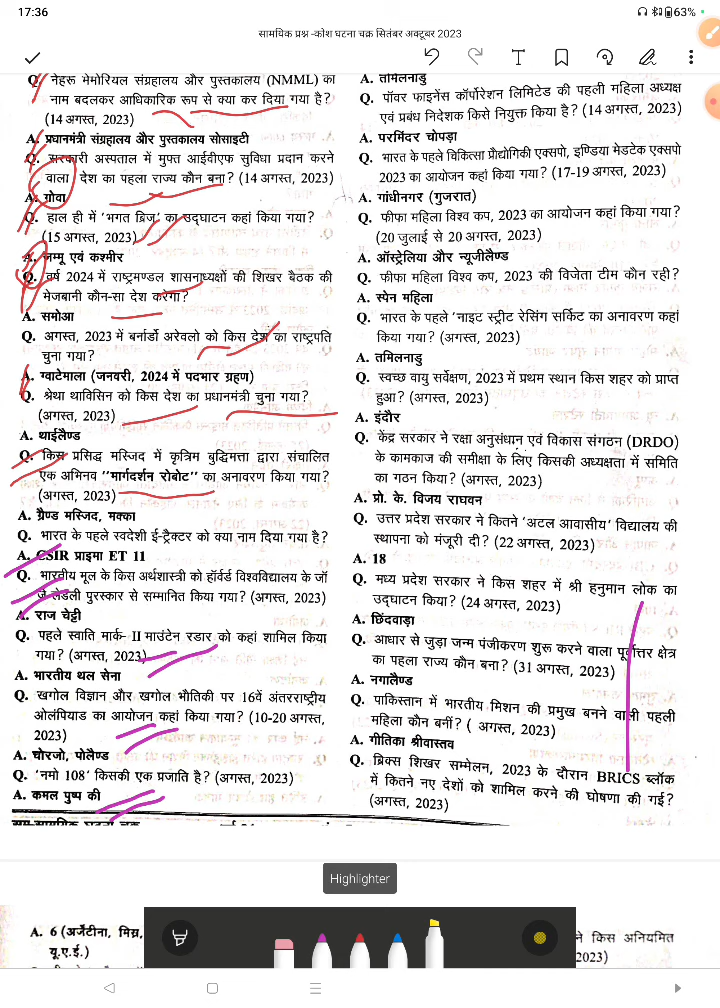 17:36
63%
सामयिक प्रश्न -कोश घटना चक्र सितंबर अक्टूबर 2023
Q. नेहरू मेमोरियल संग्रहालय और पुस्तकालय (NMML) का
नाम बदलकर आधिकारिक रूप से क्या कर दिया गया है?
(14 अगस्त, 2023)
A. प्रधानमंत्री संग्रहालय और पुस्तकालय सोसाइटी
Q. सरकारी अस्पताल में मुफ्त आईवीएफ सुविधा प्रदान करने
वाला देश का पहला राज्य कौन बना? (14 अगस्त, 2023)
A. गोवा
Q. हाल ही में 'भगत ब्रिज' का उद्घाटन कहां किया गया?
(15 अगस्त, 2023)
A. जम्मू एवं कश्मीर
Q. वर्ष 2024 में राष्ट्रमण्डल शासनाध्यक्षों की शिखर बैठक की
मेजबानी कौन-सा देश करेगा?
A. समोआ
Q. अगस्त, 2023 में बर्नार्डो अरेवलो को किस देश का राष्ट्रपति
चुना गया?
A. ग्वाटेमाला (जनवरी, 2024 में पदभार ग्रहण)
Q. श्रेथा थाविसिन को किस देश का प्रधानमंत्री चुना गया?
(अगस्त, 2023)
A. थाईलैण्ड
Q. किस प्रसिद्ध मस्जिद में कृत्रिम बुद्धिमत्ता द्वारा संचालित
एक अभिनव ''मार्गदर्शन रोबोट'' का अनावरण किया गया?
(अगस्त, 2023)
A. ग्रैण्ड मस्जिद, मक्का
Q. भारत के पहले स्वदेशी ई-ट्रैक्टर को क्या नाम दिया गया है?
A. CSIR प्राइमा ET 11
Q. भारतीय मूल के किस अर्थशास्त्री को हॉर्वर्ड विश्वविद्यालय के जॉ
र्ज लेडली पुरस्कार से सम्मानित किया गया? (अगस्त, 2023)
A. राज चेट्टी
Q. पहले स्वाति मार्क- II माउंटेन रडार को कहां शामिल किया
गया? (अगस्त, 2023)
A. भारतीय थल सेना
Q. खगोल विज्ञान और खगोल भौतिकी पर 16वें अंतरराष्ट्रीय
ओलंपियाड का आयोजन कहां किया गया? (10-20 अगस्त,
2023)
A. चोरजो, पोलैण्ड
Q. 'नमो 108' किसकी एक प्रजाति है? (अगस्त, 2023)
A. कमल पुष्प की
A. तमिलनाडु
Q. पॉवर फाइनेंस कॉर्पोरेशन लिमिटेड की पहली महिला अध्यक्ष
एवं प्रबंध निदेशक किसे नियुक्त किया है? (14 अगस्त, 2023)
A. परमिंदर चोपड़ा
Q. भारत के पहले चिकित्सा प्रौद्योगिकी एक्सपो, इण्डिया मेडटेक एक्सपो
2023 का आयोजन कहां किया गया? (17-19 अगस्त, 2023)
A. गांधीनगर (गुजरात)
Q. फीफा महिला विश्व कप, 2023 का आयोजन कहां किया गया?
(20 जुलाई से 20 अगस्त, 2023)
A. ऑस्ट्रेलिया और न्यूजीलैण्ड
Q. फीफा महिला विश्व कप, 2023 की विजेता टीम कौन रही?
A. स्पेन महिला
Q. भारत के पहले 'नाइट स्ट्रीट रेसिंग सर्किट का अनावरण कहां
किया गया? (अगस्त, 2023)
A. तमिलनाडु
Q. स्वच्छ वायु सर्वेक्षण, 2023 में प्रथम स्थान किस शहर को प्राप्त
हुआ? (अगस्त, 2023)
A. इंदौर
Q. केंद्र सरकार ने रक्षा अनुसंधान एवं विकास संगठन (DRDO)
के कामकाज की समीक्षा के लिए किसकी अध्यक्षता में समिति
का गठन किया? (अगस्त, 2023)
A. प्रो. के. विजय राघवन
Q. उत्तर प्रदेश सरकार ने कितने 'अटल आवासीय' विद्यालय की
स्थापना को मंजूरी दी? (22 अगस्त, 2023)
A. 18
Q. मध्य प्रदेश सरकार ने किस शहर में श्री हनुमान लोक का
उद्घाटन किया? (24 अगस्त, 2023)
A. छिंदवाड़ा
Q. आधार से जुड़ा जन्म पंजीकरण शुरू करने वाला पूर्वोत्तर क्षेत्र
का पहला राज्य कौन बना? (31 अगस्त, 2023)
A. नगालैण्ड
Q. पाकिस्तान में भारतीय मिशन की प्रमुख बनने वाली पहली
महिला कौन बनीं? ( अगस्त, 2023)
A. गीतिका श्रीवास्तव
Q. ब्रिक्स शिखर सम्मेलन, 2023 के दौरान BRICS ब्लॉक
में कितने नए देशों को शामिल करने की घोषणा की गई?
(अगस्त, 2023)
Highlighter
A. 6 (अर्जेंटीना, मिस्र,
यू.ए.ई.)
ने किस अनियमित
2023)